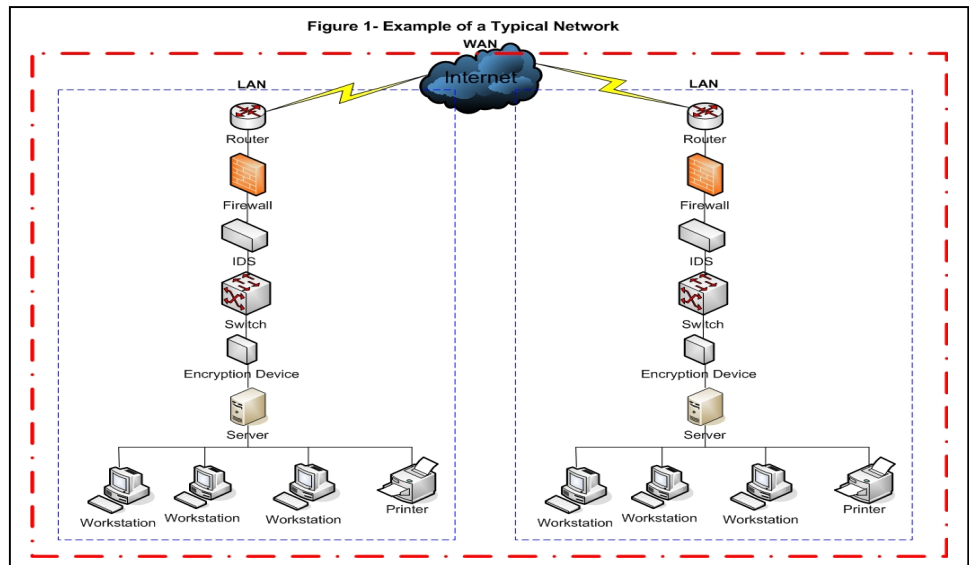 Figure 1- Example of a Typical Network
WAN
Internet
LAN
Router
Firewall
IDS
Switch
Encryption Device
Server
Workstation
Workstation
Workstation
Printer
LAN
Router
Firewall
IDS
Switch
Encryption Device
Server
Workstation
Workstation
Workstation
Printer